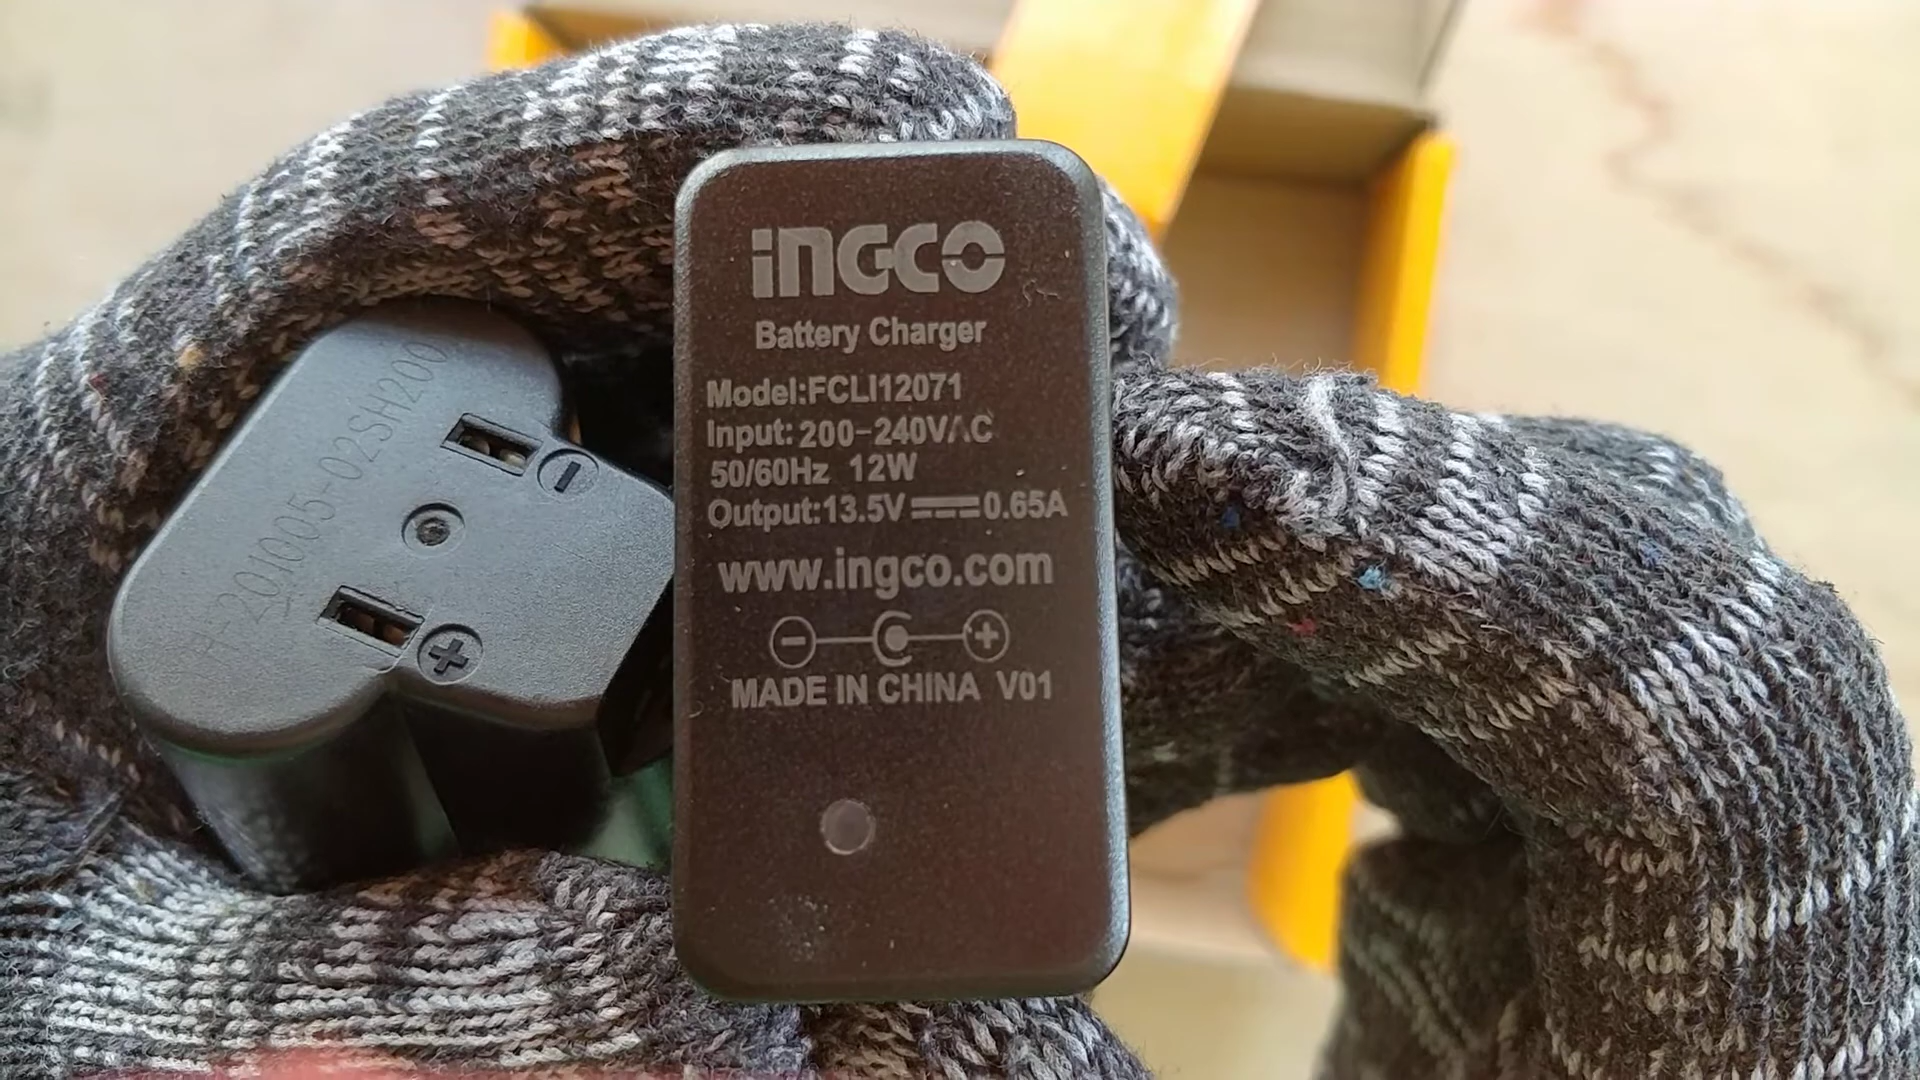 iNGCO
Battery Charger
Model:FCLI12071
Input: 200-240VAC
50/60Hz 12W
Output:13.5V⎓0.65A
www.ingco.com
− +
MADE IN CHINA V01
-201005-02SH200
−
+